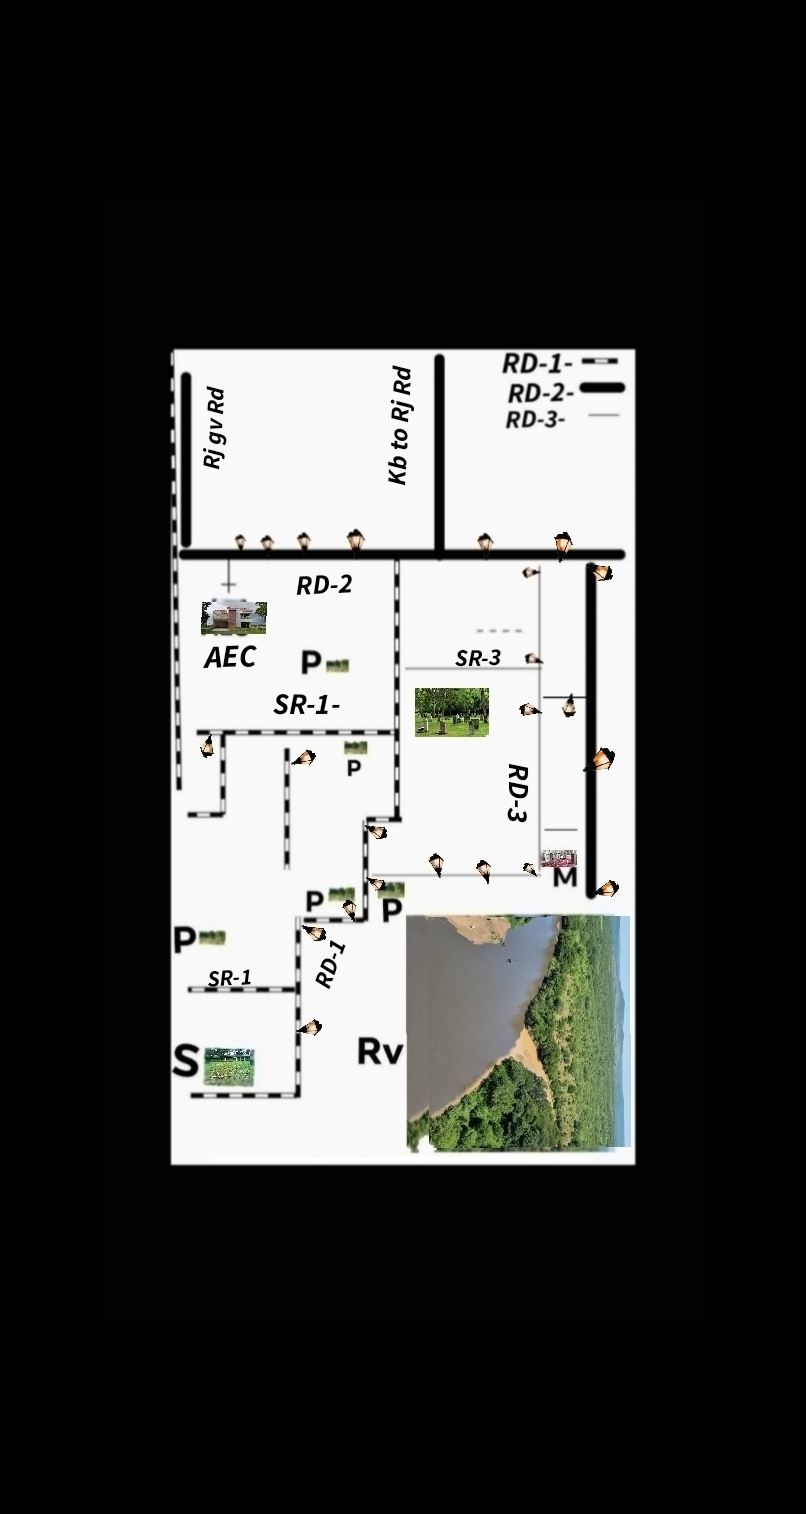 RD-1-
RD-2-
RD-3-
Rj gv Rd
Kb to Rj Rd
RD-2
AEC
P
SR-3
SR-1-
P
RD-3
M
P
P
P
RD-1
SR-1
Rv
S